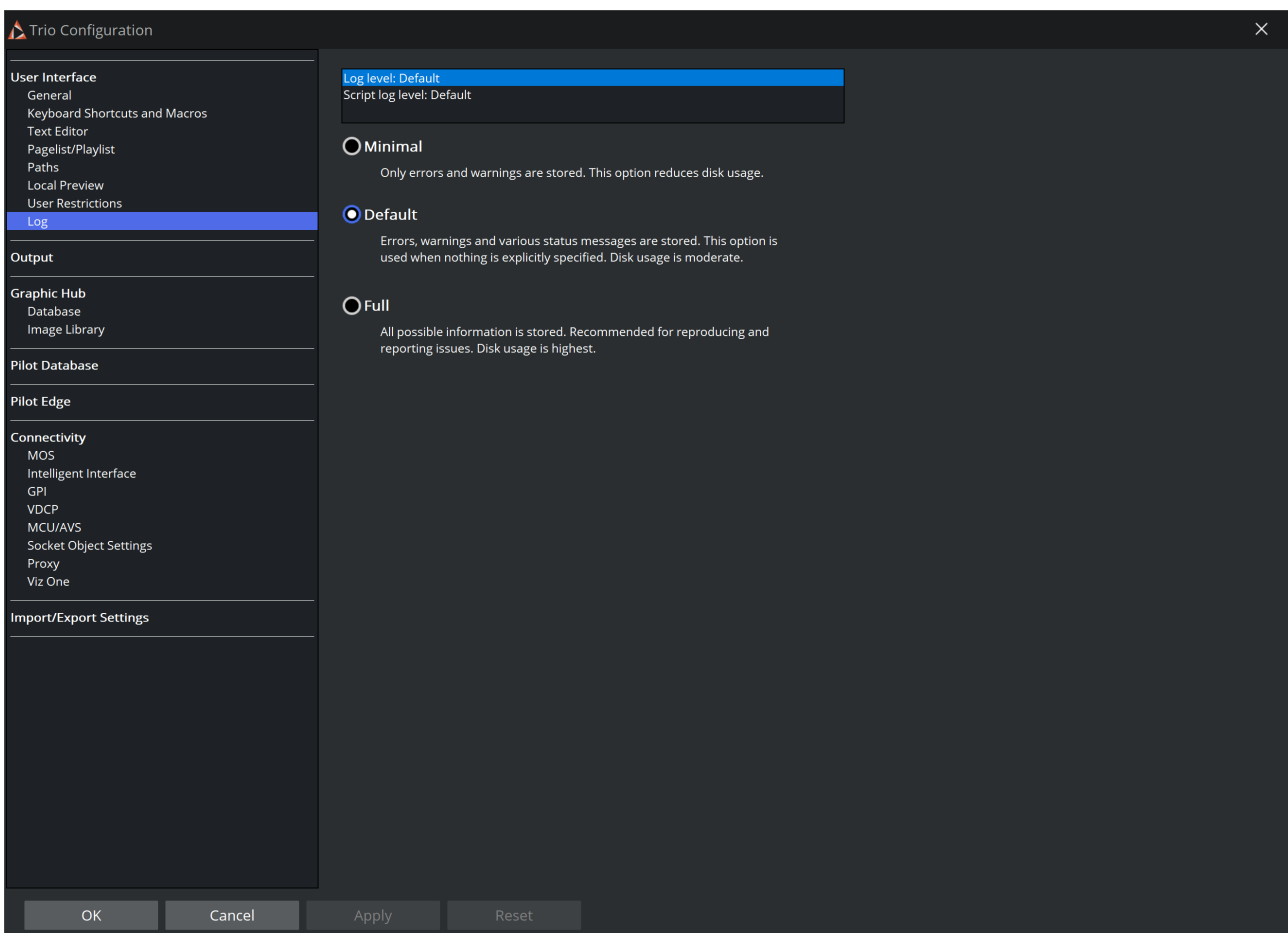 Trio Configuration
User Interface
General
Keyboard Shortcuts and Macros
Text Editor
Pagelist/Playlist
Paths
Local Preview
User Restrictions
Log
Output
Graphic Hub
Database
Image Library
Pilot Database
Pilot Edge
Connectivity
MOS
Intelligent Interface
GPI
VDCP
MCU/AVS
Socket Object Settings
Proxy
Viz One
Import/Export Settings
Log level: Default
Script log level: Default
Minimal
Only errors and warnings are stored. This option reduces disk usage.
Default
Errors, warnings and various status messages are stored. This option is
used when nothing is explicitly specified. Disk usage is moderate.
Full
All possible information is stored. Recommended for reproducing and
reporting issues. Disk usage is highest.
OK
Cancel
Apply
Reset